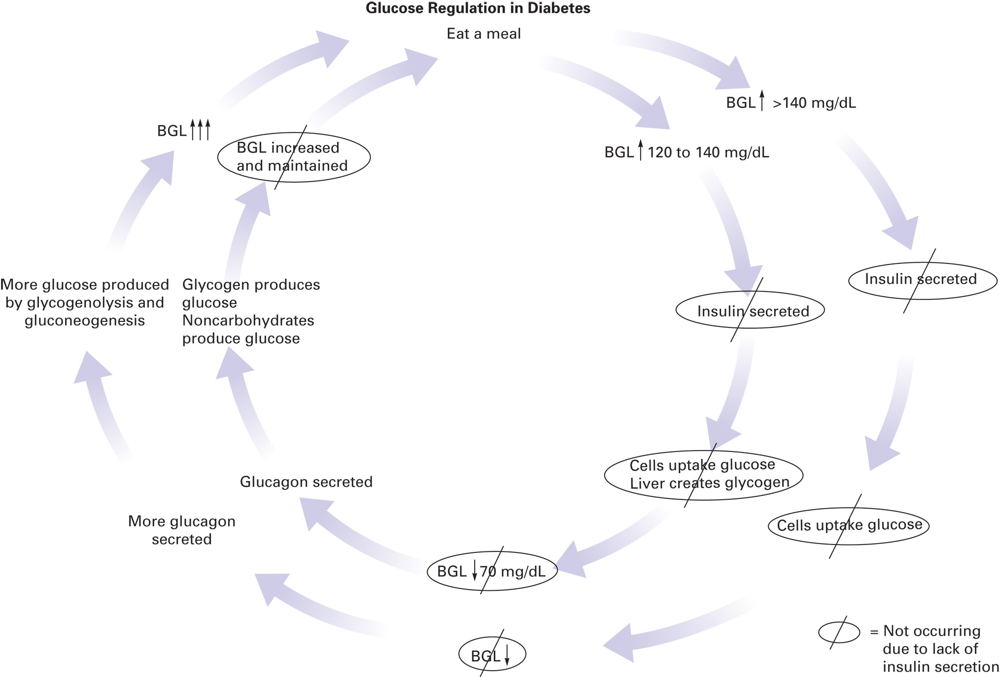 Glucose Regulation in Diabetes
Eat a meal
BGL↑ >140 mg/dL
BGL↑ 120 to 140 mg/dL
Insulin secreted
Insulin secreted
Cells uptake glucose
Liver creates glycogen
Cells uptake glucose
BGL ↓70 mg/dL
BGL ↓
Glucagon secreted
More glucagon
secreted
Glycogen produces
glucose
Noncarbohydrates
produce glucose
More glucose produced
by glycogenolysis and
gluconeogenesis
BGL increased
and maintained
BGL↑↑↑
= Not occurring
due to lack of
insulin secretion